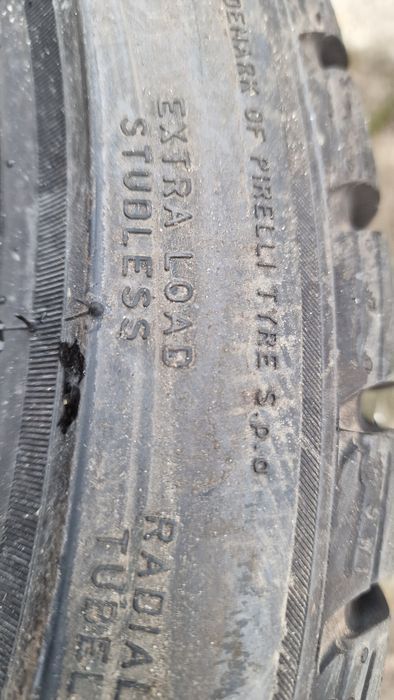 DEMARK OF PIRELLI TYRE S.P.A
EXTRA LOAD
STUDLESS
RADIAL
TUBEL